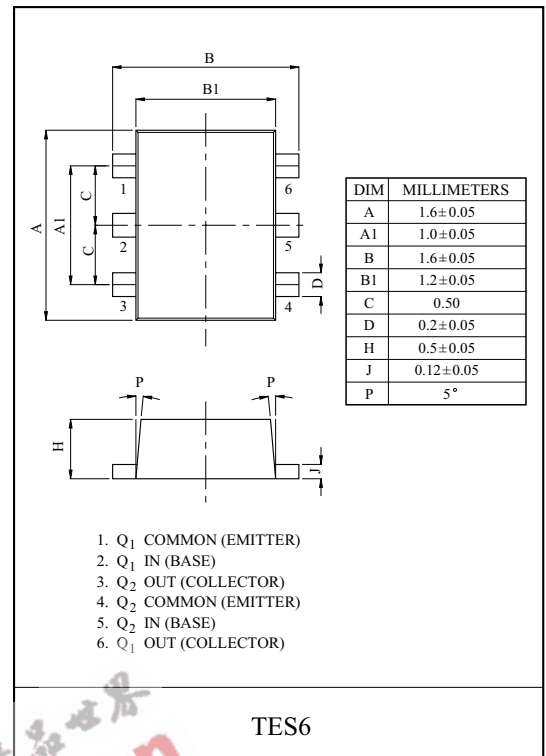 B
B1
A
A1
C
C
D
1
2
3
6
5
4
DIM MILLIMETERS
A 1.6±0.05
A1 1.0±0.05
B 1.6±0.05
B1 1.2±0.05
C 0.50
D 0.2±0.05
H 0.5±0.05
J 0.12±0.05
P 5°
P P
H
J
1. Q1 COMMON (EMITTER)
2. Q1 IN (BASE)
3. Q2 OUT (COLLECTOR)
4. Q2 COMMON (EMITTER)
5. Q2 IN (BASE)
6. Q1 OUT (COLLECTOR)
TES6